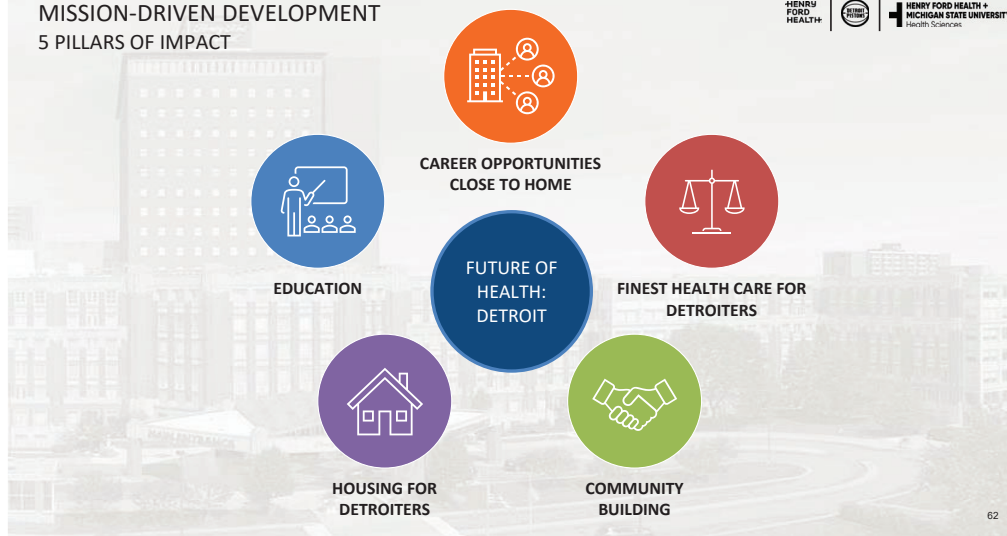 MISSION-DRIVEN DEVELOPMENT
5 PILLARS OF IMPACT
HENRY
FORD
HEALTH+
DETROIT
PISTONS
HENRY FORD HEALTH +
MICHIGAN STATE UNIVERSITY
Health Sciences
CAREER OPPORTUNITIES
CLOSE TO HOME
EDUCATION
FUTURE OF
HEALTH:
DETROIT
FINEST HEALTH CARE FOR
DETROITERS
HOUSING FOR
DETROITERS
COMMUNITY
BUILDING
62